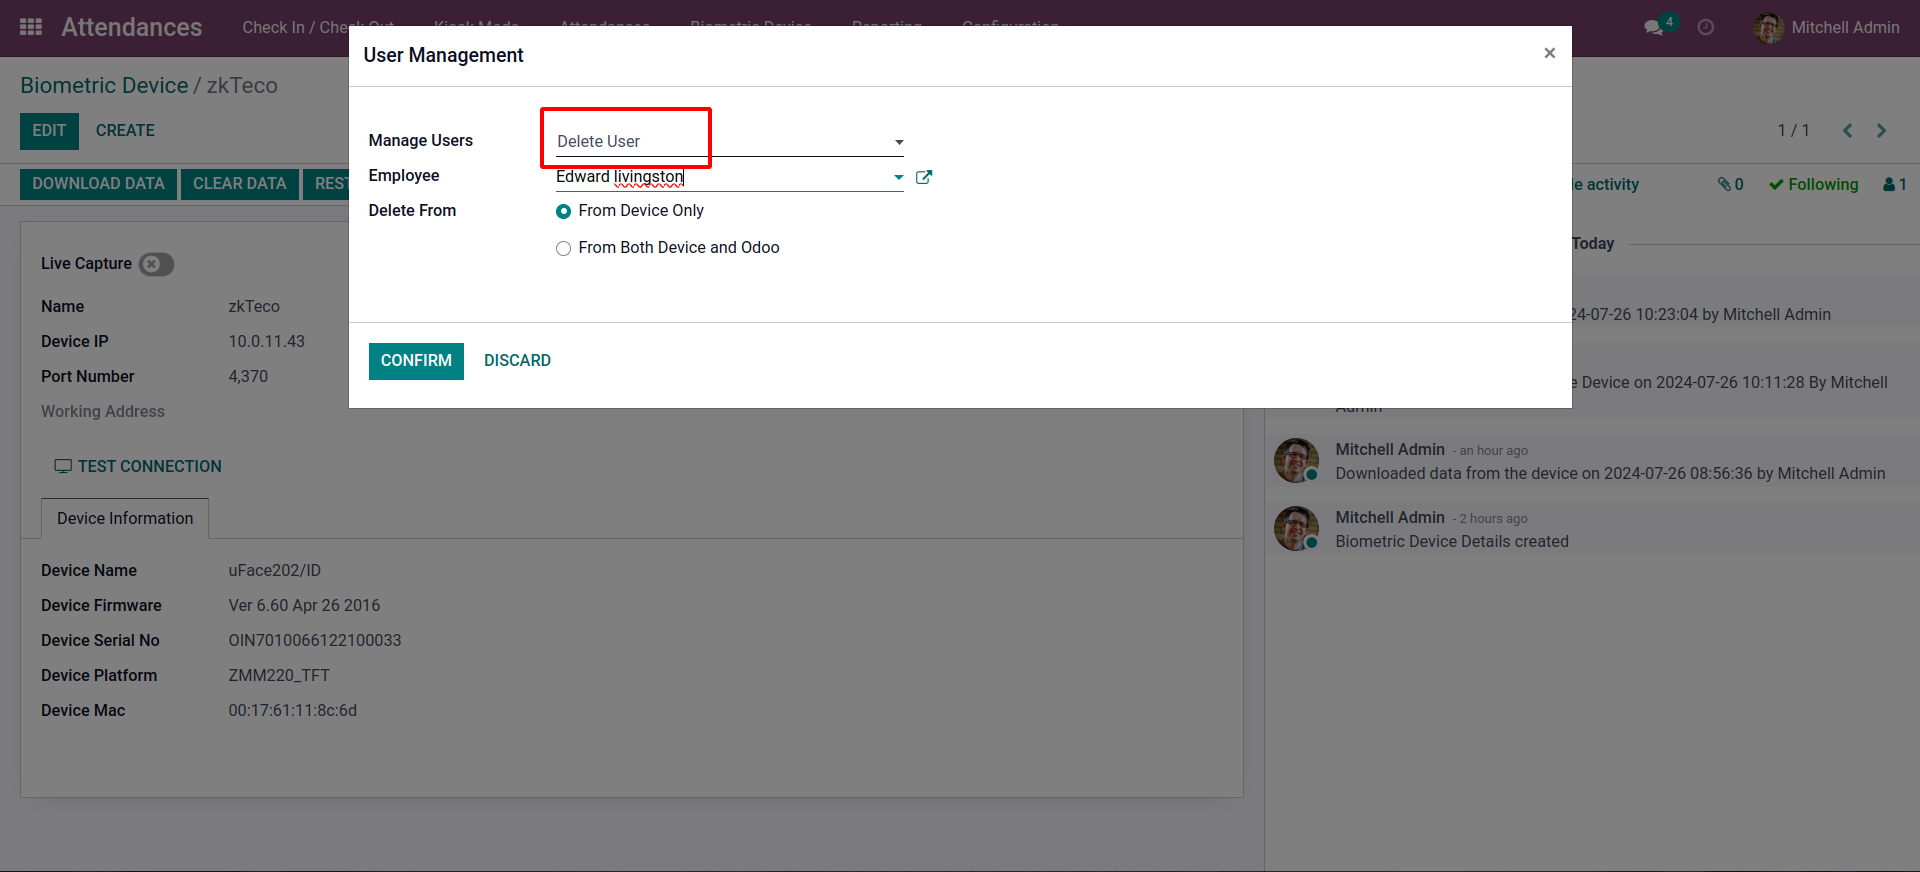 Attendances
Check In / Che
4
Mitchell Admin
User Management
×
Biometric Device / zkTeco
EDIT
CREATE
1 / 1
Manage Users
Delete User
Employee
Edward livingston
Delete From
From Device Only
From Both Device and Odoo
CONFIRM
DISCARD
DOWNLOAD DATA
CLEAR DATA
REST
le activity
0
Following
1
Live Capture
Name
zkTeco
Device IP
10.0.11.43
Port Number
4,370
Working Address
TEST CONNECTION
Device Information
Device Name
uFace202/ID
Device Firmware
Ver 6.60 Apr 26 2016
Device Serial No
OIN7010066122100033
Device Platform
ZMM220_TFT
Device Mac
00:17:61:11:8c:6d
Today
24-07-26 10:23:04 by Mitchell Admin
e Device on 2024-07-26 10:11:28 By Mitchell
Admin
Mitchell Admin - an hour ago
Downloaded data from the device on 2024-07-26 08:56:36 by Mitchell Admin
Mitchell Admin - 2 hours ago
Biometric Device Details created